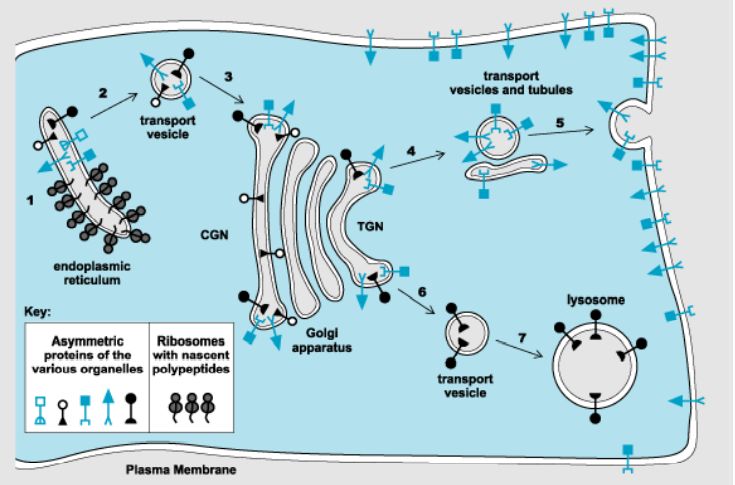 transport
vesicles and tubules
2
3
5
transport
vesicle
4
1
CGN
TGN
endoplasmic
reticulum
6
lysosome
Key:
Golgi
apparatus
7
Asymmetric
proteins of the
various organelles
Ribosomes
with nascent
polypeptides
transport
vesicle
Plasma Membrane